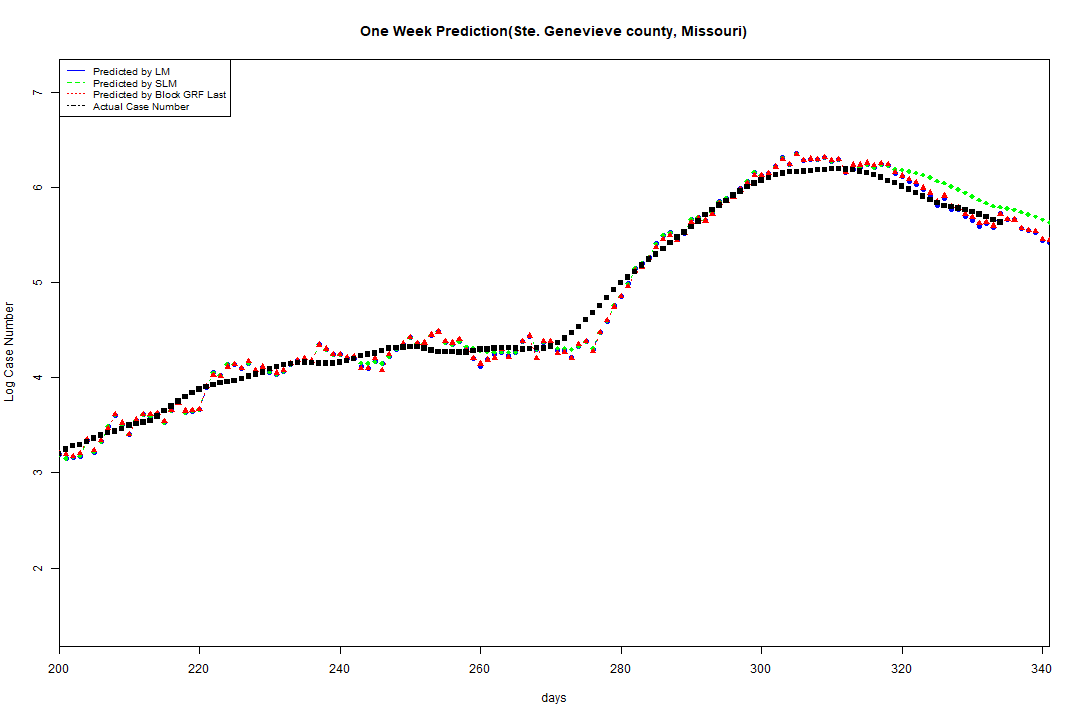 One Week Prediction(Ste. Genevieve county, Missouri)
Predicted by LM
Predicted by SLM
Predicted by Block GRF Last
Actual Case Number
7
6
5
4
3
2
Log Case Number
200 220 240 260 280 300 320 340
days